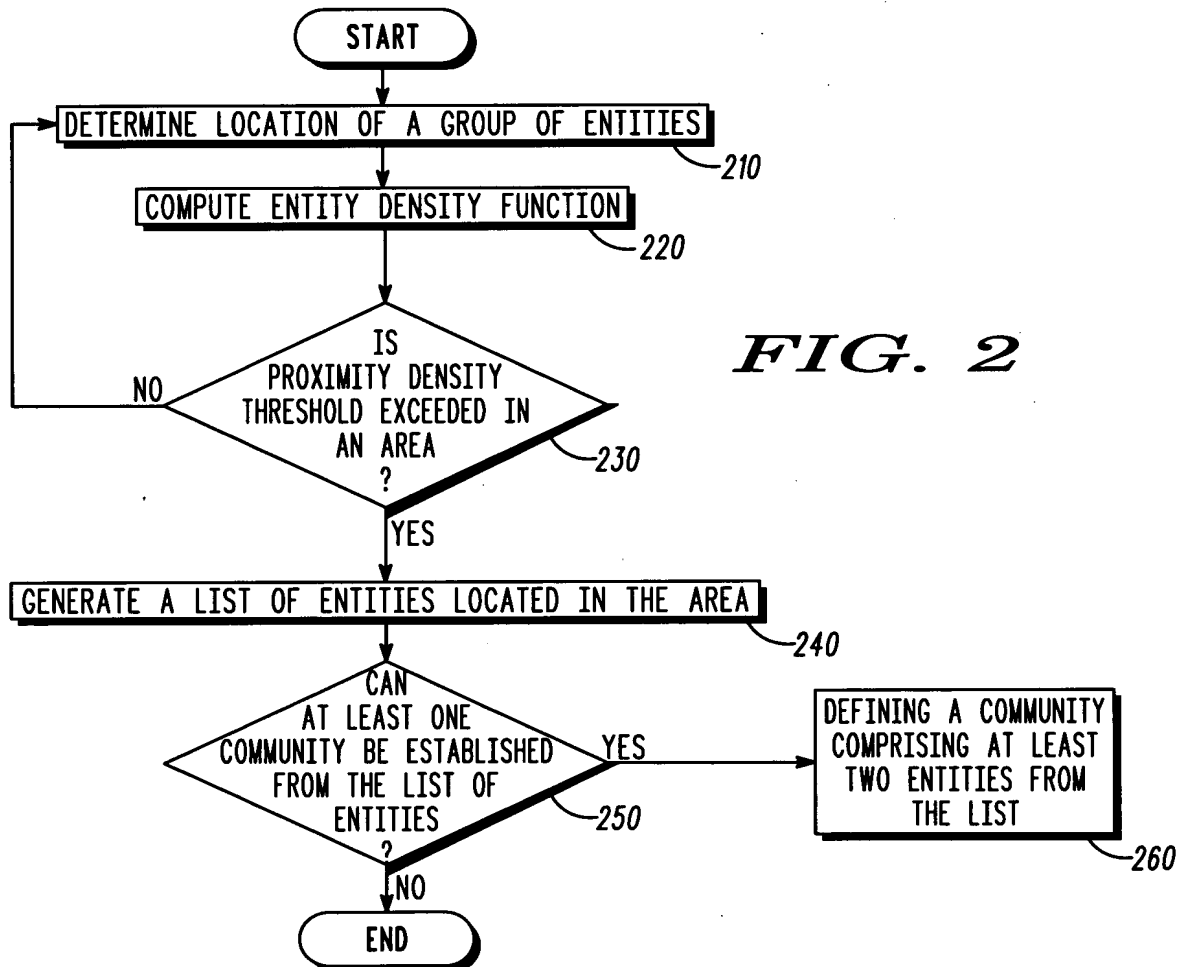 START
DETERMINE LOCATION OF A GROUP OF ENTITIES
210
COMPUTE ENTITY DENSITY FUNCTION
220
IS
PROXIMITY DENSITY
THRESHOLD EXCEEDED IN
AN AREA
?
NO
230
FIG. 2
YES
GENERATE A LIST OF ENTITIES LOCATED IN THE AREA
240
CAN
AT LEAST ONE
COMMUNITY BE ESTABLISHED
FROM THE LIST OF
ENTITIES
?
YES
250
DEFINING A COMMUNITY
COMPRISING AT LEAST
TWO ENTITIES FROM
THE LIST
260
NO
END